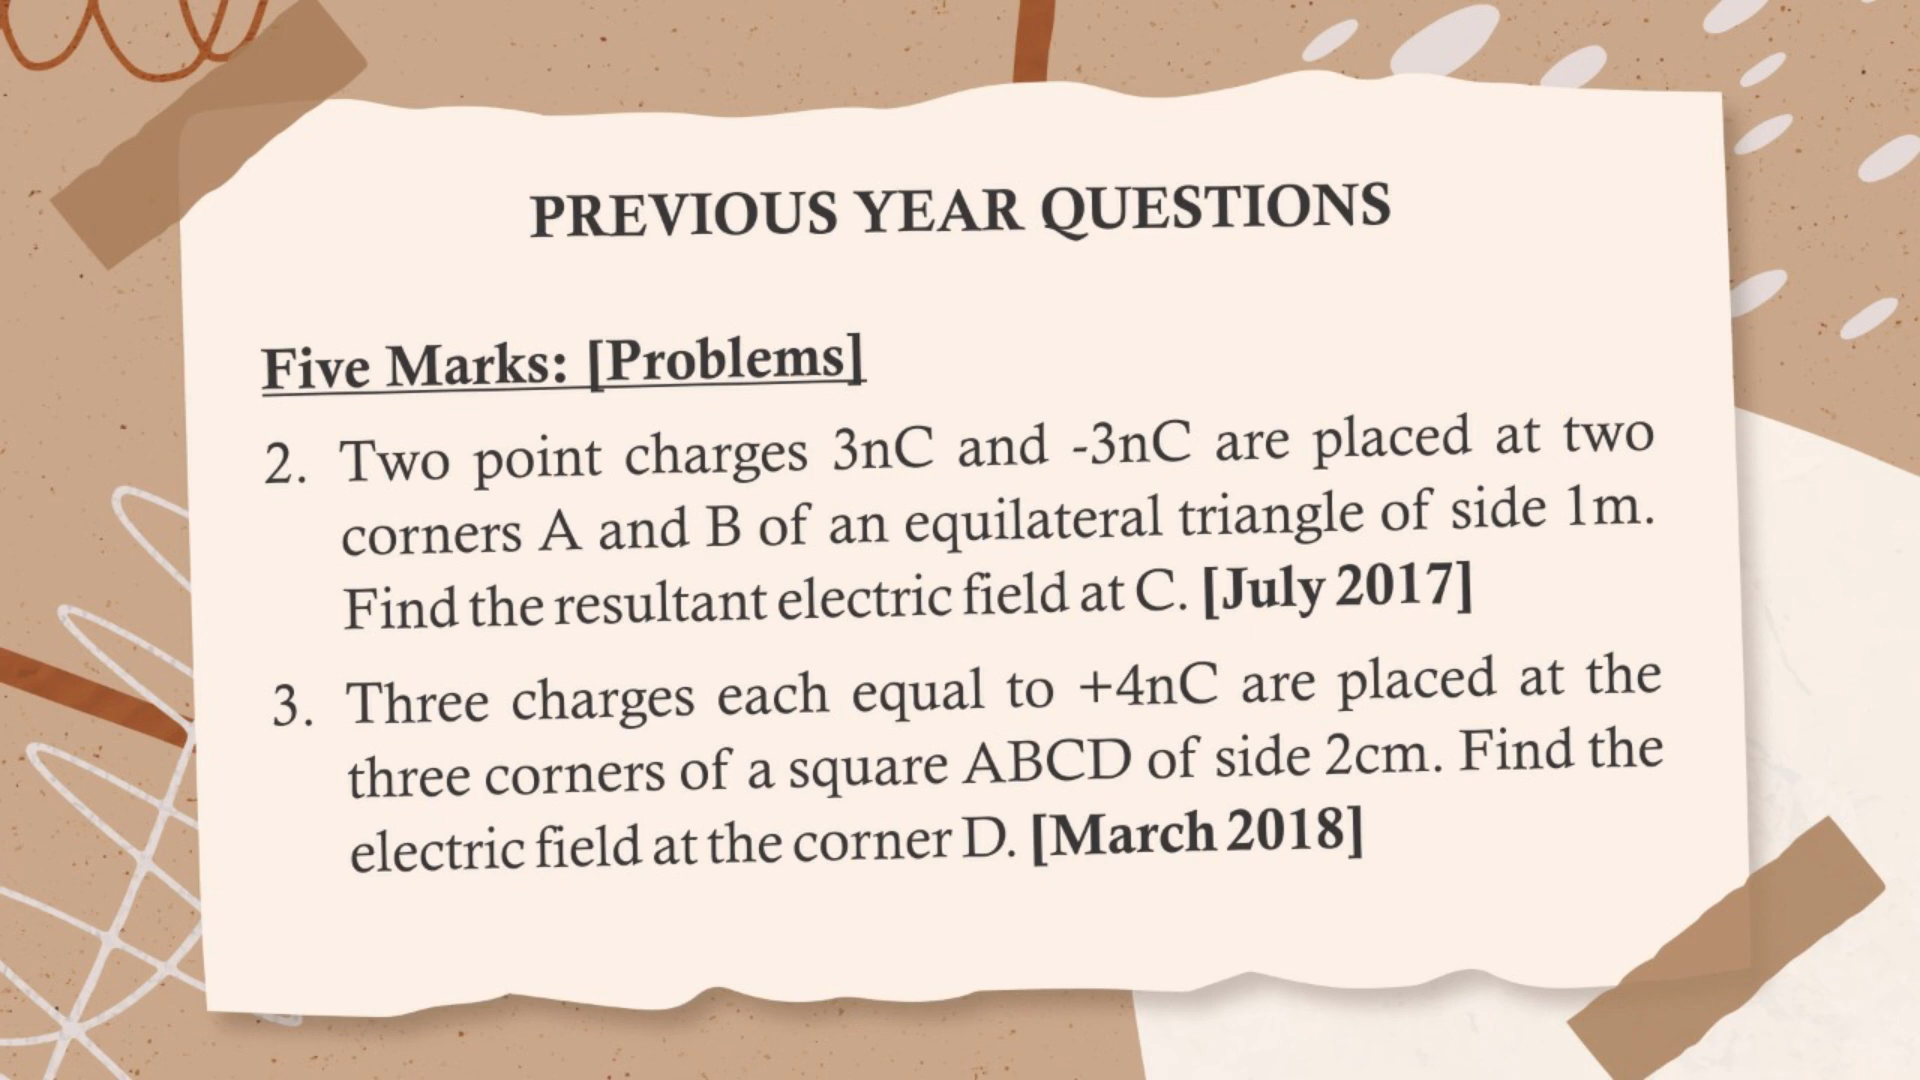 PREVIOUS YEAR QUESTIONS
Five Marks: [Problems]
2. Two point charges 3nC and -3nC are placed at two
corners A and B of an equilateral triangle of side 1m.
Find the resultant electric field at C. [July 2017]
3. Three charges each equal to +4nC are placed at the
three corners of a square ABCD of side 2cm. Find the
electric field at the corner D. [March 2018]